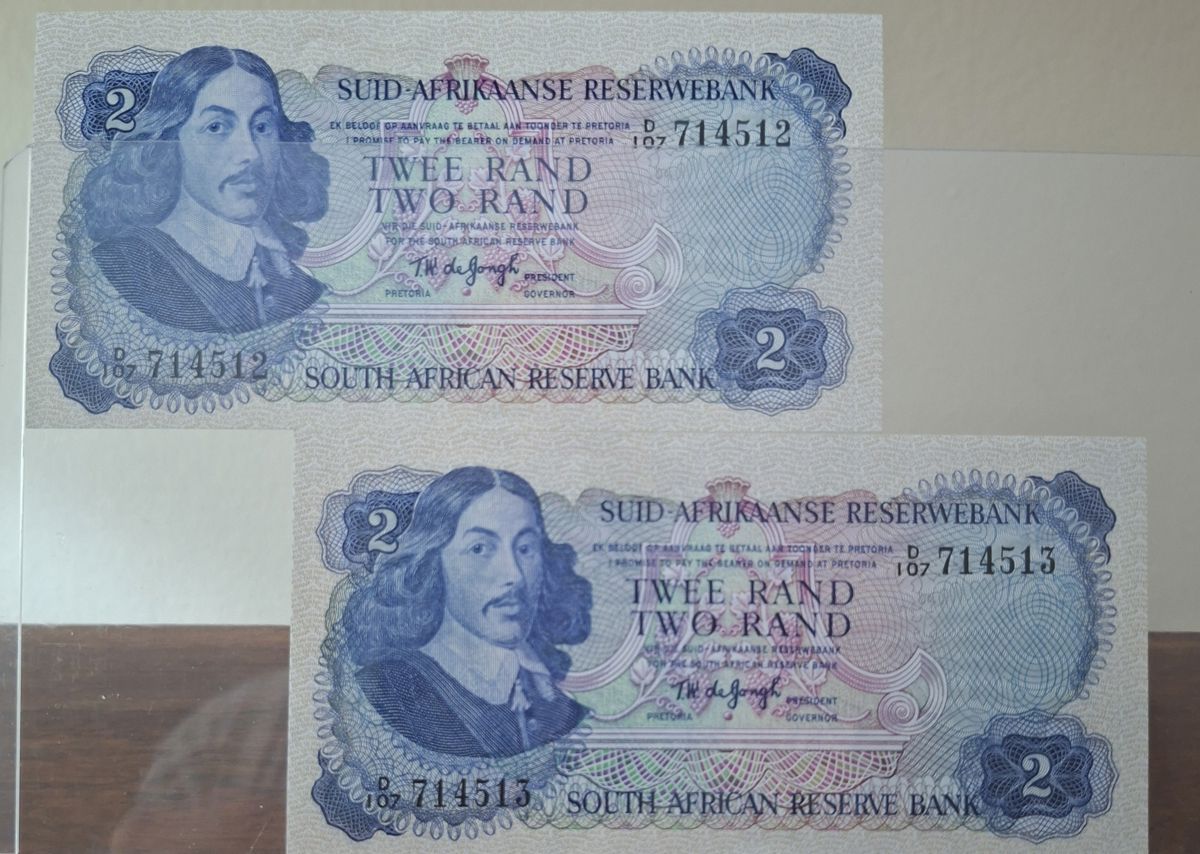 2
SUID-AFRIKAANSE RESERWEBANK
EK BELOOF OP AANVRAAG TE BETAAL AAN TOONDER TE PRETORIA
I PROMISE TO PAY THE BEARER ON DEMAND AT PRETORIA
D/107 714512
TWEE RAND
TWO RAND
VIR DIE SUID-AFRIKAANSE RESERWEBANK
FOR THE SOUTH AFRICAN RESERVE BANK
T.W. de Jongh PRESIDENT
PRETORIA GOVERNOR
D/107 714512
SOUTH AFRICAN RESERVE BANK
2
2
SUID-AFRIKAANSE RESERWEBANK
EK BELOOF OP AANVRAAG TE BETAAL AAN TOONDER TE PRETORIA
I PROMISE TO PAY THE BEARER ON DEMAND AT PRETORIA
D/107 714513
TWEE RAND
TWO RAND
VIR DIE SUID-AFRIKAANSE RESERWEBANK
FOR THE SOUTH AFRICAN RESERVE BANK
T.W. de Jongh PRESIDENT
PRETORIA GOVERNOR
D/107 714513
SOUTH AFRICAN RESERVE BANK
2